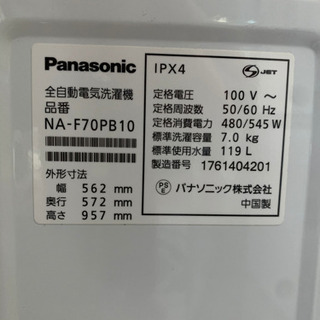 Panasonic
IPX4
JET
全自動電気洗濯機
品番
NA-F70PB10
外形寸法
幅 562 mm
奥行 572 mm
高さ 957 mm
定格電圧 100 V ～
定格周波数 50/60 Hz
定格消費電力 480/545 W
標準洗濯容量 7.0 kg
標準使用水量 119 L
製造番号 1761404201
PS E パナソニック株式会社
中国製